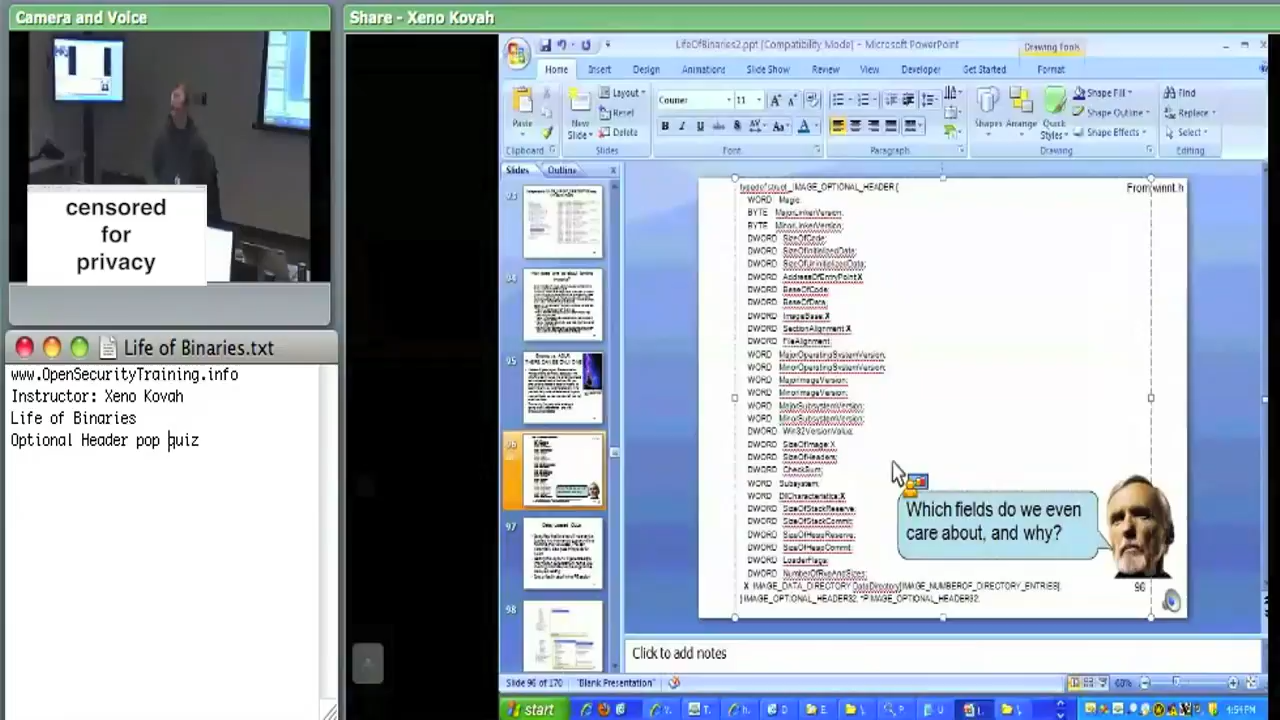 Camera and Voice
censored
for
privacy
Life of Binaries.txt
www.OpenSecurityTraining.info
Instructor: Xeno Kovah
Life of Binaries
Optional Header pop quiz
Share - Xeno Kovah
LifeOfBinaries2.ppt [Compatibility Mode] - Microsoft PowerPoint
Drawing Tools
Home Insert Design Animations Slide Show Review View Developer Get Started Format
Paste
Clipboard
New
Slide
Layout
Reset
Delete
Slides
Courier 11
Font
Paragraph
Shapes Arrange Quick
Styles
Shape Fill
Shape Outline
Shape Effects
Drawing
Find
Replace
Select
Editing
Slides Outline
95
96
97
98
typedef struct _IMAGE_OPTIONAL_HEADER {
From winnt.h
WORD Magic;
BYTE MajorLinkerVersion;
BYTE MinorLinkerVersion;
DWORD SizeOfCode;
DWORD SizeOfInitializedData;
DWORD SizeOfUninitializedData;
DWORD AddressOfEntryPoint;X
DWORD BaseOfCode;
DWORD BaseOfData;
DWORD ImageBase;X
DWORD SectionAlignment;X
DWORD FileAlignment;
WORD MajorOperatingSystemVersion;
WORD MinorOperatingSystemVersion;
WORD MajorImageVersion;
WORD MinorImageVersion;
WORD MajorSubsystemVersion;
WORD MinorSubsystemVersion;
DWORD Win32VersionValue;
DWORD SizeOfImage;X
DWORD SizeOfHeaders;
DWORD CheckSum;
WORD Subsystem;
WORD DllCharacteristics;X
DWORD SizeOfStackReserve;
DWORD SizeOfStackCommit;
DWORD SizeOfHeapReserve;
DWORD SizeOfHeapCommit;
DWORD LoaderFlags;
DWORD NumberOfRvaAndSizes;
X IMAGE_DATA_DIRECTORY DataDirectory[IMAGE_NUMBEROF_DIRECTORY_ENTRIES];
} IMAGE_OPTIONAL_HEADER32, *PIMAGE_OPTIONAL_HEADER32;
Which fields do we even
care about, and why?
96
Click to add notes
Slide 96 of 170 "Blank Presentation" 68%
start
1:54 PM